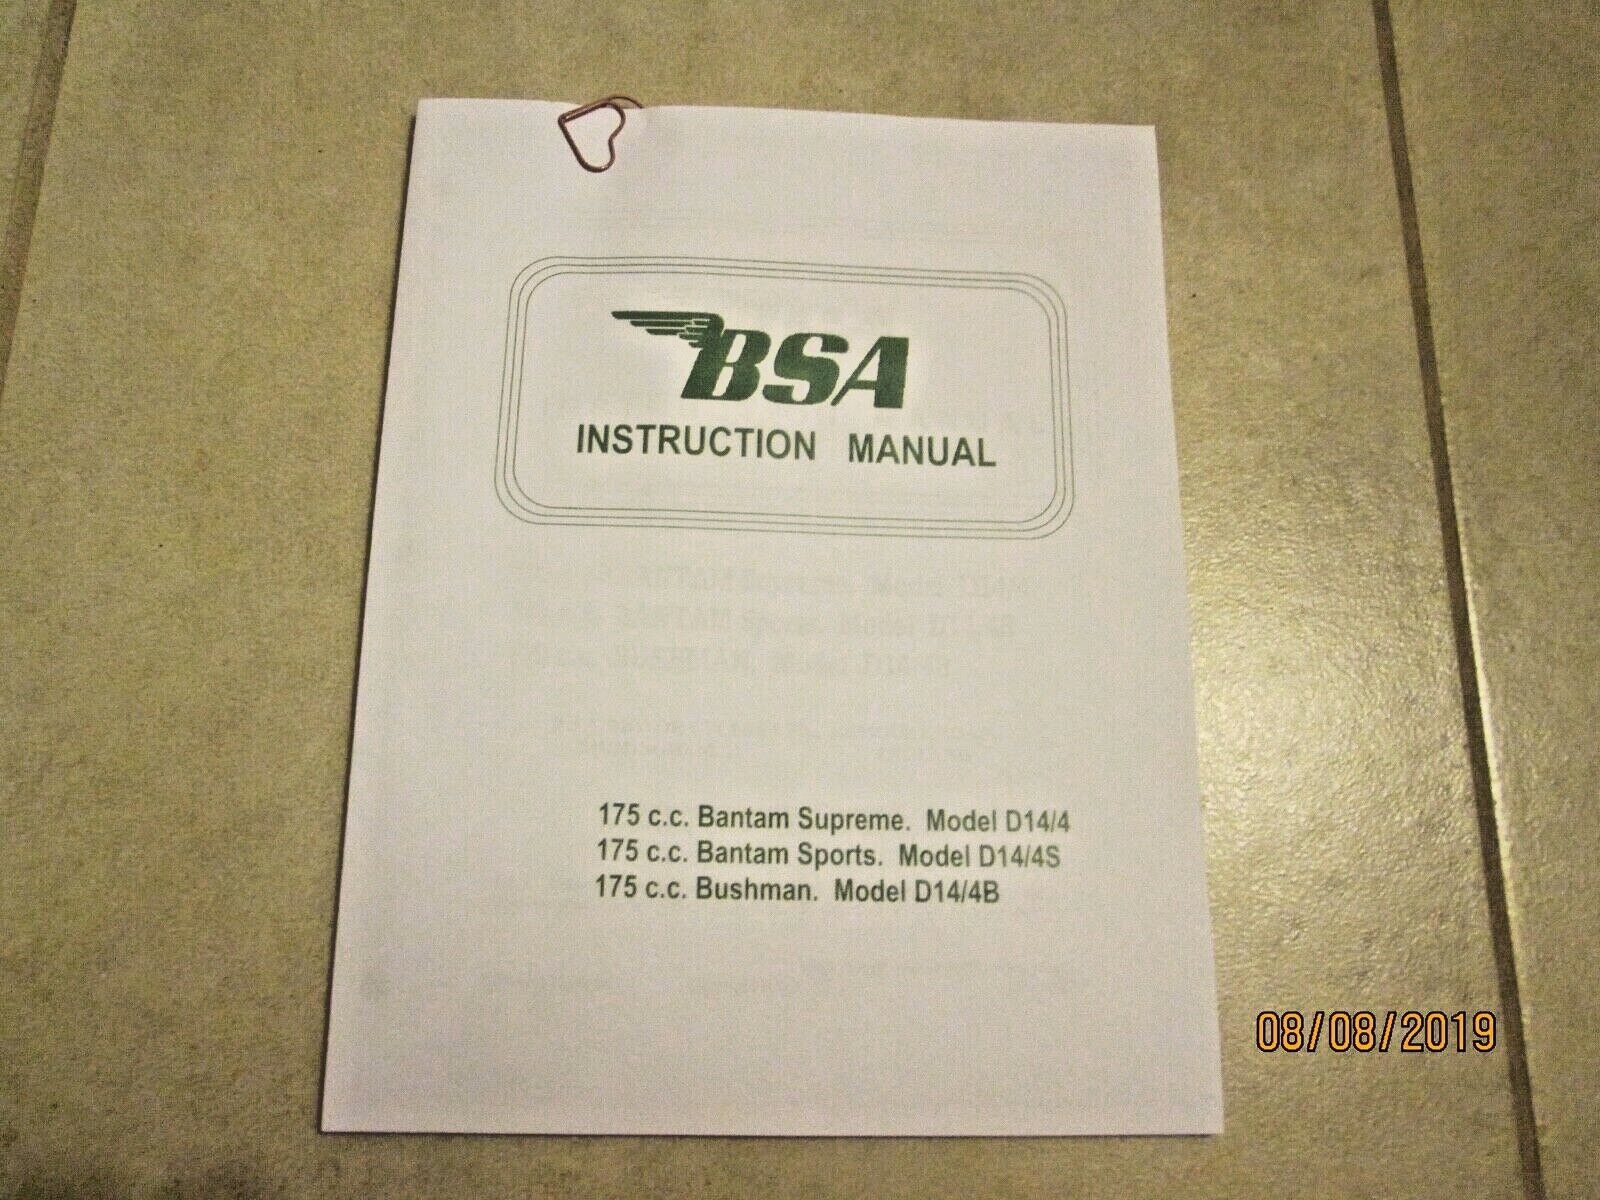 BSA
INSTRUCTION MANUAL
175 c.c. Bantam Supreme. Model D14/4
175 c.c. Bantam Sports. Model D14/4S
175 c.c. Bushman. Model D14/4B
08/08/2019